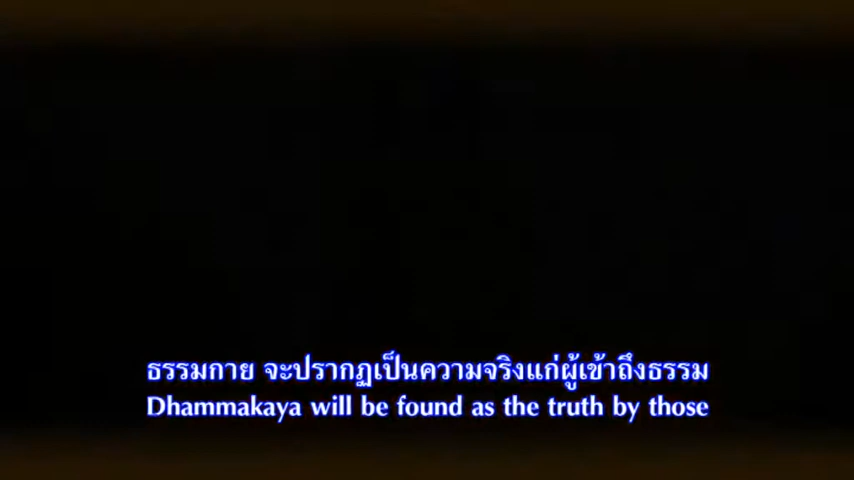 ธรรมกาย จะปรากฏเป็นความจริงแก่ผู้เข้าถึงธรรม
Dhammakaya will be found as the truth by those